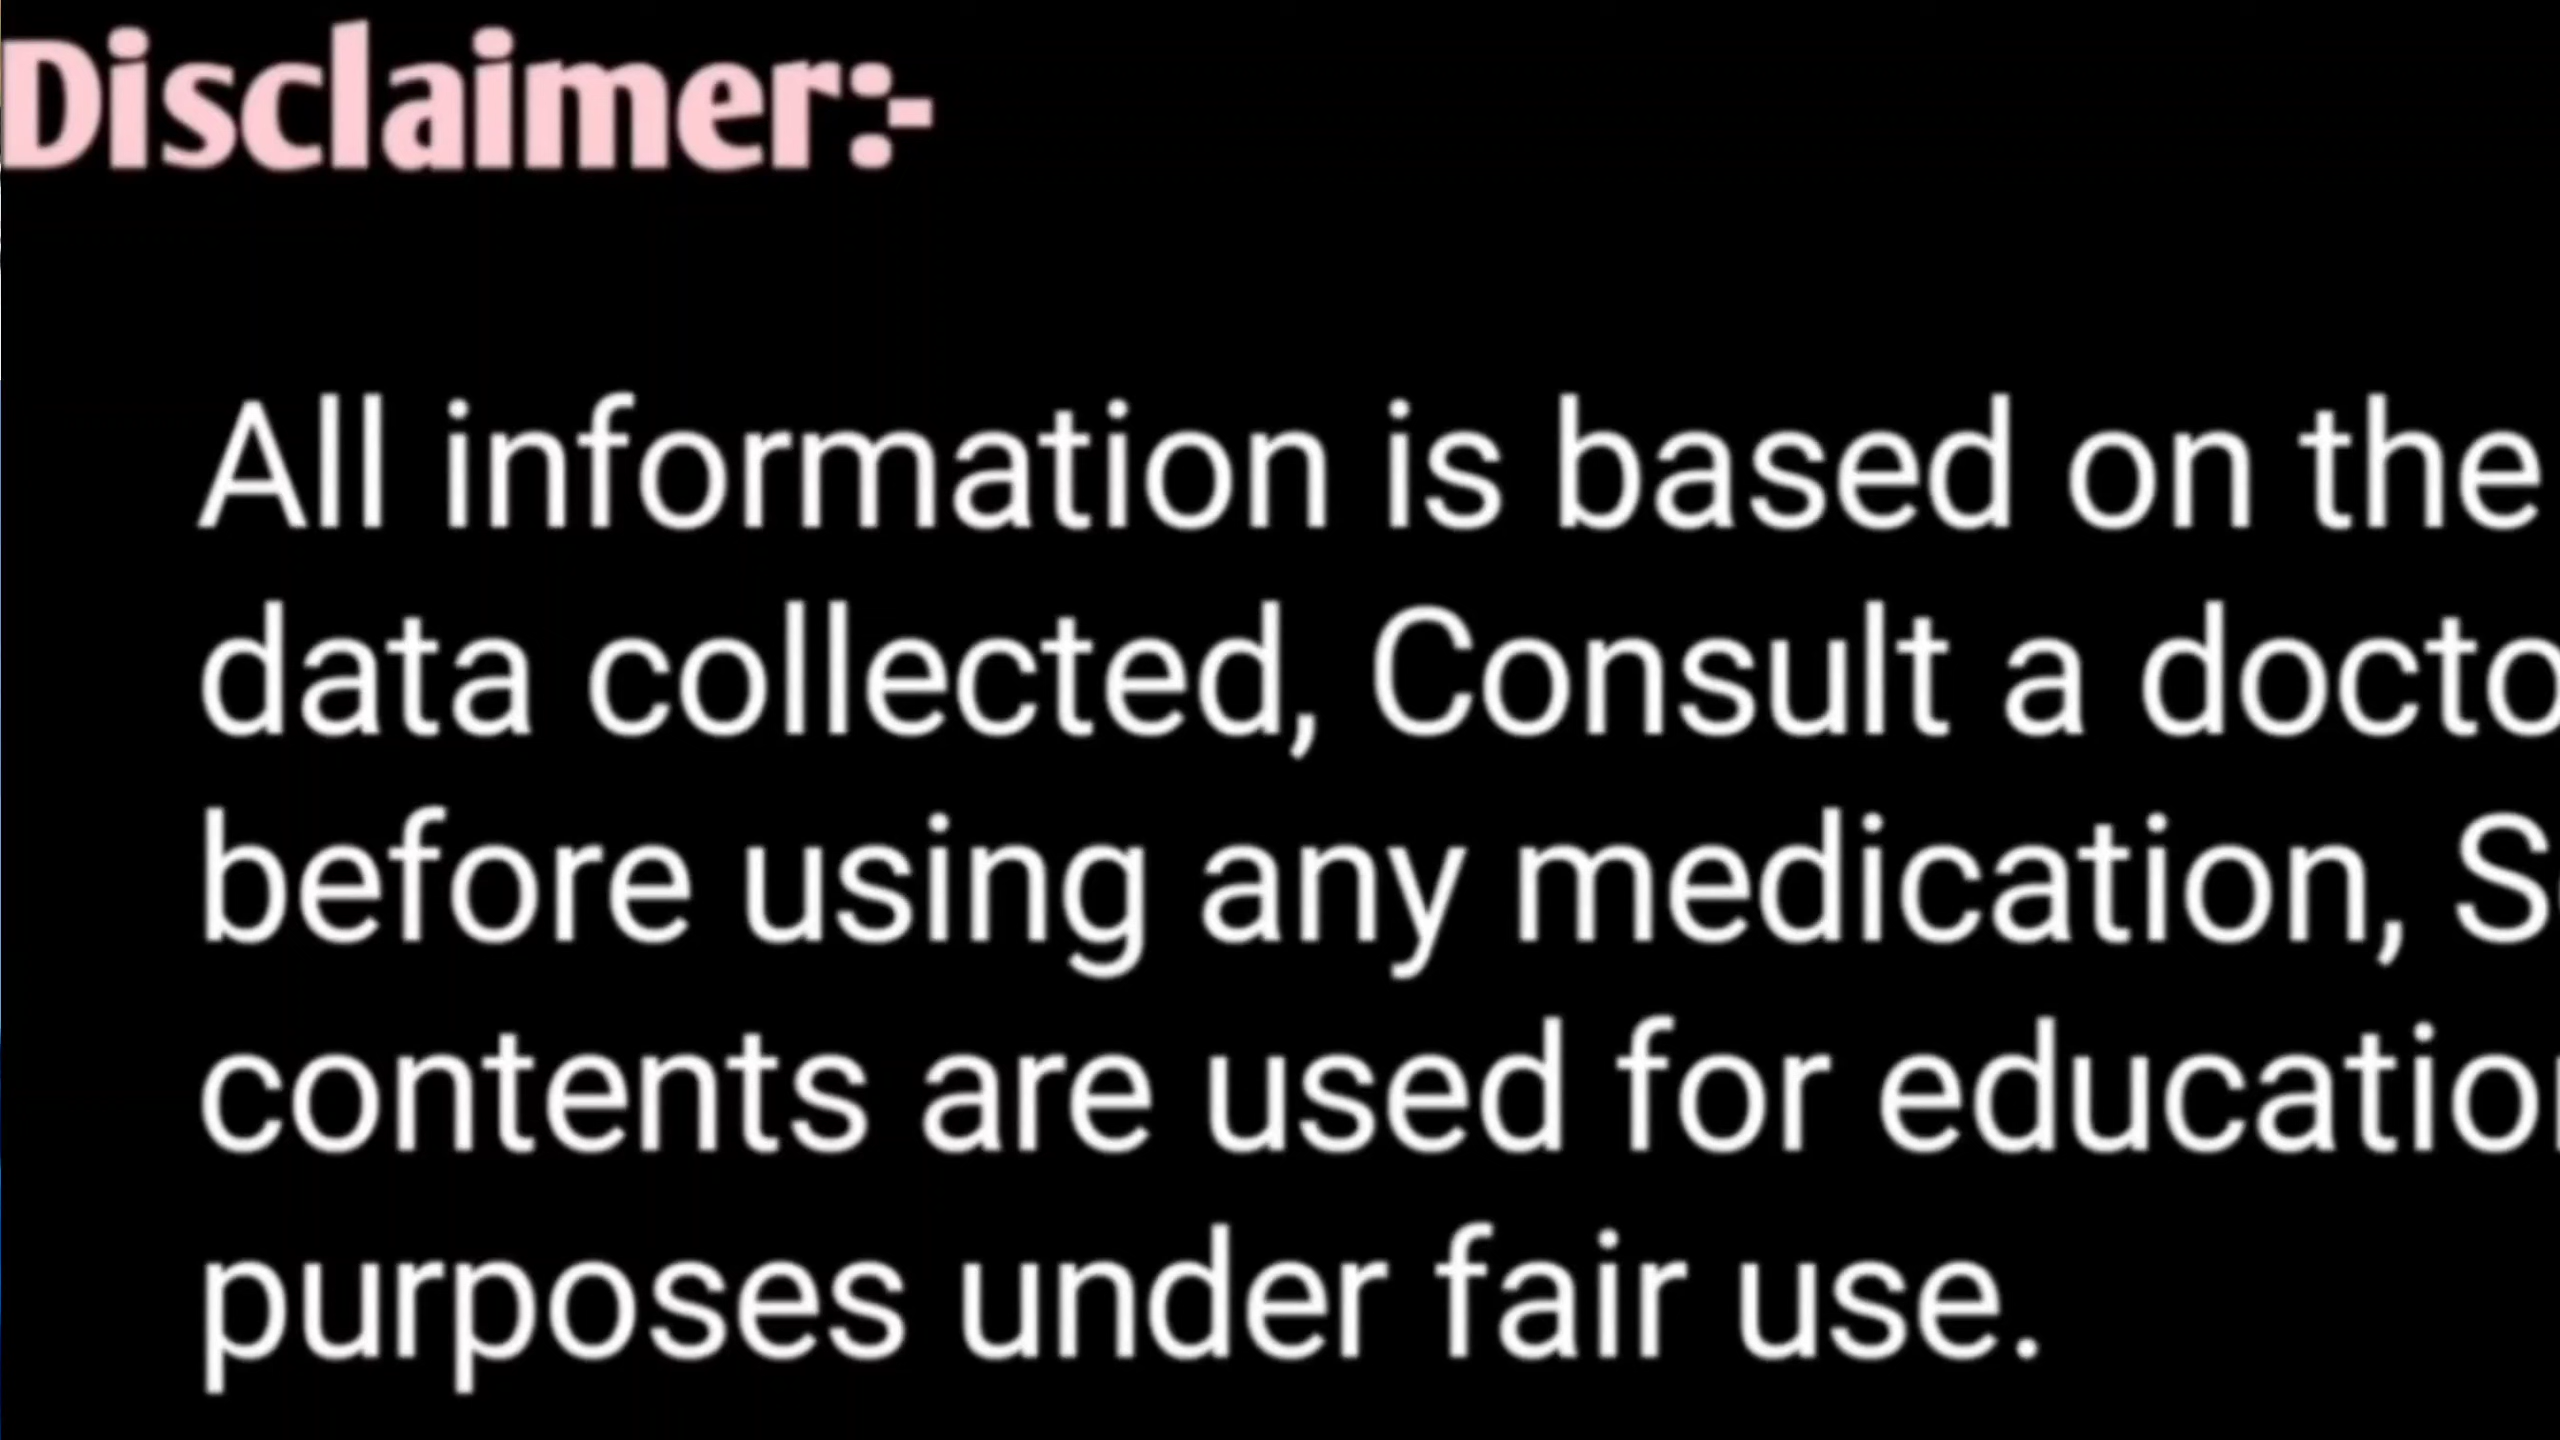 Disclaimer:-
All information is based on the
data collected, Consult a docto
before using any medication,
contents are used for education
purposes under fair use.